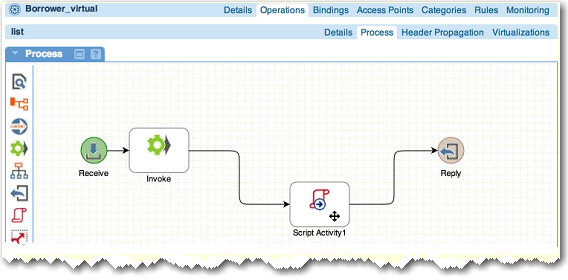 Borrower_virtual Details Operations Bindings Access Points Categories Rules Monitoring
list Details Process Header Propagation Virtualizations
Process
Receive
Invoke
Reply
Script Activity1